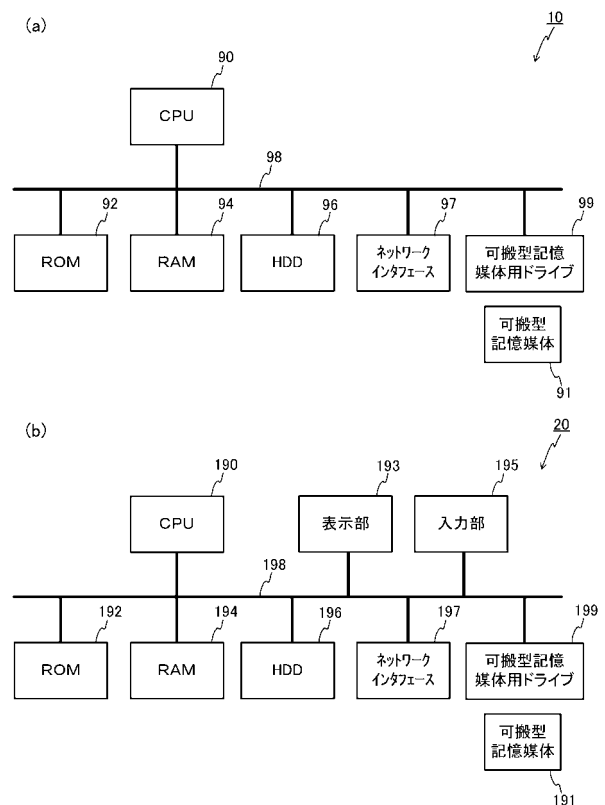 (a)
10
90
CPU
98
92
94
96
97
99
ROM
RAM
HDD
ネットワーク
インタフェース
可搬型記憶
媒体用ドライブ
可搬型
記憶媒体
91
(b)
20
190
193
195
CPU
表示部
入力部
198
192
194
196
197
199
ROM
RAM
HDD
ネットワーク
インタフェース
可搬型記憶
媒体用ドライブ
可搬型
記憶媒体
191